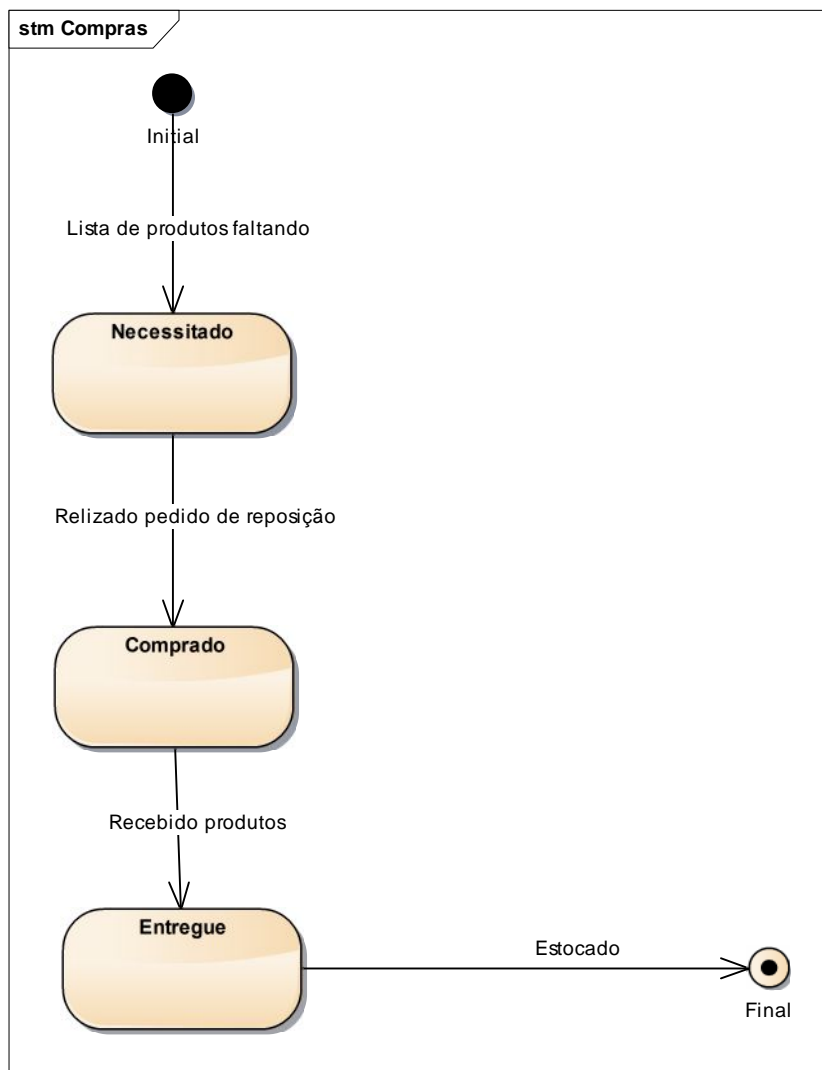 stm Compras
Initial
Lista de produtos faltando
Necessitado
Relizado pedido de reposição
Comprado
Recebido produtos
Entregue
Estocado
Final